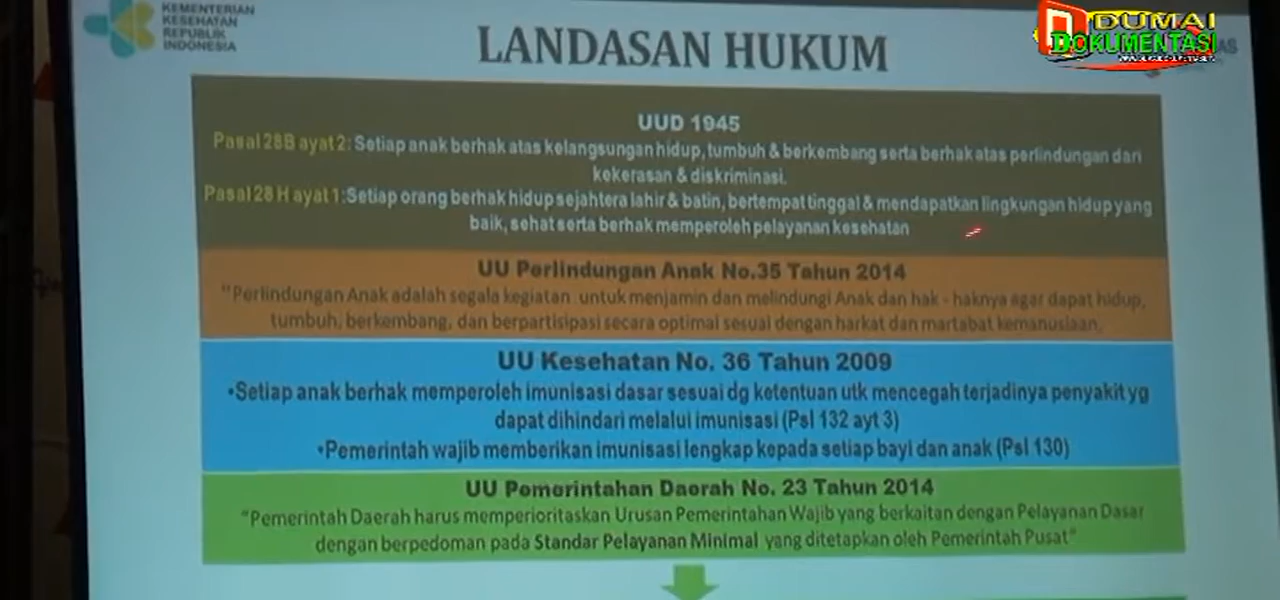 KEMENTERIAN
KESEHATAN
REPUBLIK
INDONESIA
DUMAI
DOKUMENTASI
LANDASAN HUKUM
UUD 1945
Pasal 28B ayat 2: Setiap anak berhak atas kelangsungan hidup, tumbuh & berkembang serta berhak atas perlindungan dari
kekerasan & diskriminasi.
Pasal 28 H ayat 1:Setiap orang berhak hidup sejahtera lahir & batin, bertempat tinggal & mendapatkan lingkungan hidup yang
baik, sehat serta berhak memperoleh pelayanan kesehatan
UU Perlindungan Anak No.35 Tahun 2014
"Perlindungan Anak adalah segala kegiatan untuk menjamin dan melindungi Anak dan hak - haknya agar dapat hidup,
tumbuh, berkembang, dan berpartisipasi secara optimal sesuai dengan harkat dan martabat kemanusiaan,
UU Kesehatan No. 36 Tahun 2009
•Setiap anak berhak memperoleh imunisasi dasar sesuai dg ketentuan utk mencegah terjadinya penyakit yg
dapat dihindari melalui imunisasi (Psl 132 ayt 3)
•Pemerintah wajib memberikan imunisasi lengkap kepada setiap bayi dan anak (Psl 130)
UU Pemerintahan Daerah No. 23 Tahun 2014
"Pemerintah Daerah harus memperioritaskan Urusan Pemerintahan Wajib yang berkaitan dengan Pelayanan Dasar
dengan berpedoman pada Standar Pelayanan Minimal yang ditetapkan oleh Pemerintah Pusat"